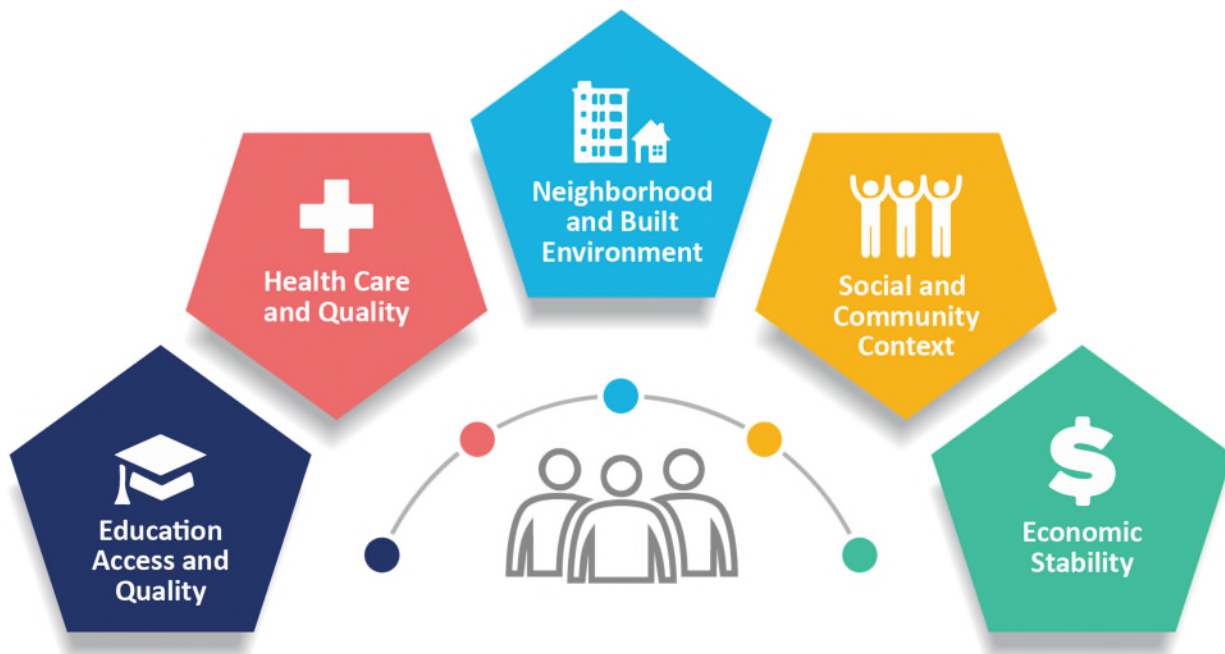 Education
Access and
Quality
Health Care
and Quality
Neighborhood
and Built
Environment
Social and
Community
Context
$
Economic
Stability